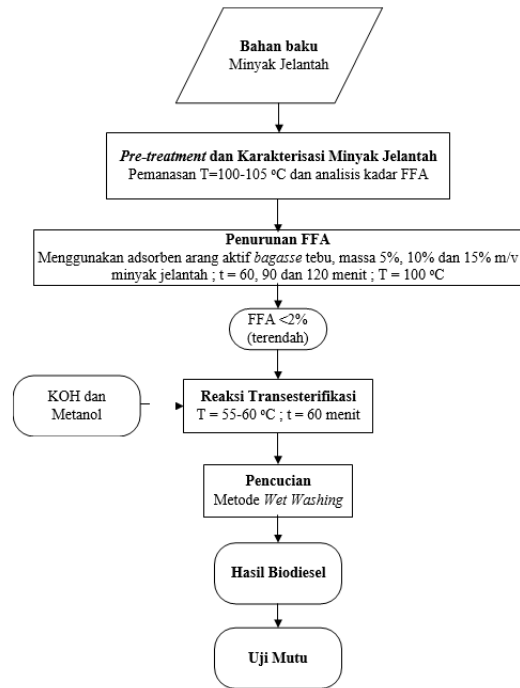 Bahan baku
Minyak Jelantah
Pre-treatment dan Karakterisasi Minyak Jelantah
Pemanasan T=100-105 °C dan analisis kadar FFA
Penurunan FFA
Menggunakan adsorben arang aktif bagasse tebu, massa 5%, 10% dan 15% m/v
minyak jelantah ; t = 60, 90 dan 120 menit ; T = 100 °C
FFA <2%
(terendah)
KOH dan
Metanol
Reaksi Transesterifikasi
T = 55-60 °C ; t = 60 menit
Pencucian
Metode Wet Washing
Hasil Biodiesel
Uji Mutu